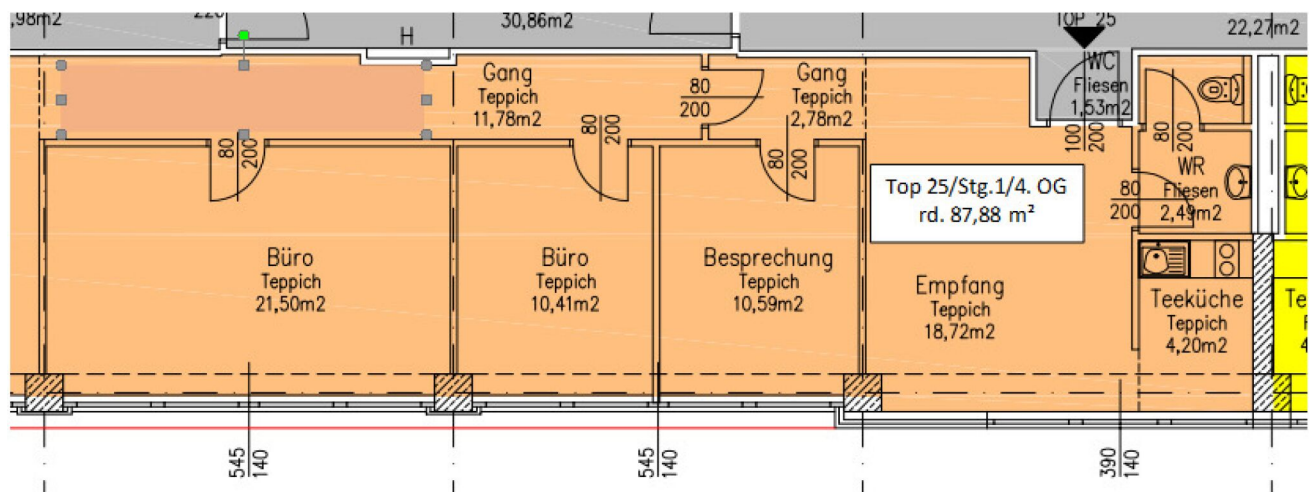 ,98m2
220
30,86m2
H
TOP 25
22,27m2
Gang
Teppich
11,78m2
80
200
Gang
Teppich
2,78m2
WC
Fliesen
1,53m2
80
200
80
200
80
200
100
200
80
200
WR
Fliesen
2,49m2
80
200
Top 25/Stg.1/4. OG
rd. 87,88 m²
Büro
Teppich
21,50m2
Büro
Teppich
10,41m2
Besprechung
Teppich
10,59m2
Empfang
Teppich
18,72m2
Teeküche
Teppich
4,20m2
Te
F
4
545
140
545
140
390
140